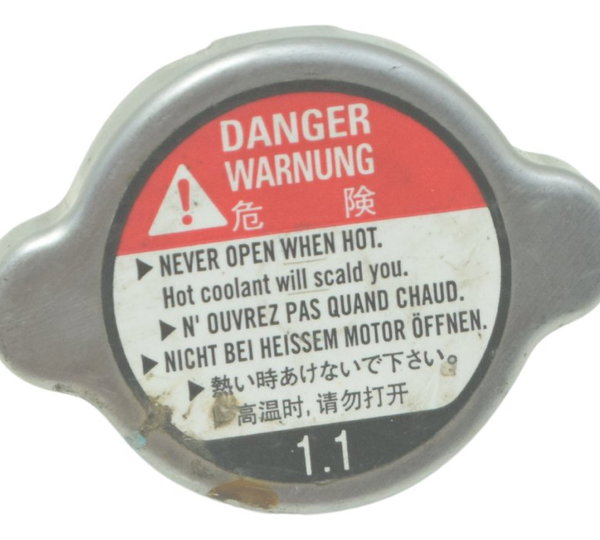 DANGER
WARNUNG
危 険
▶ NEVER OPEN WHEN HOT.
Hot coolant will scald you.
▶ N' OUVREZ PAS QUAND CHAUD.
▶ NICHT BEI HEISSEM MOTOR ÖFFNEN.
▶ 熱い時あけないで下さい。
高温时, 请勿打开
1.1